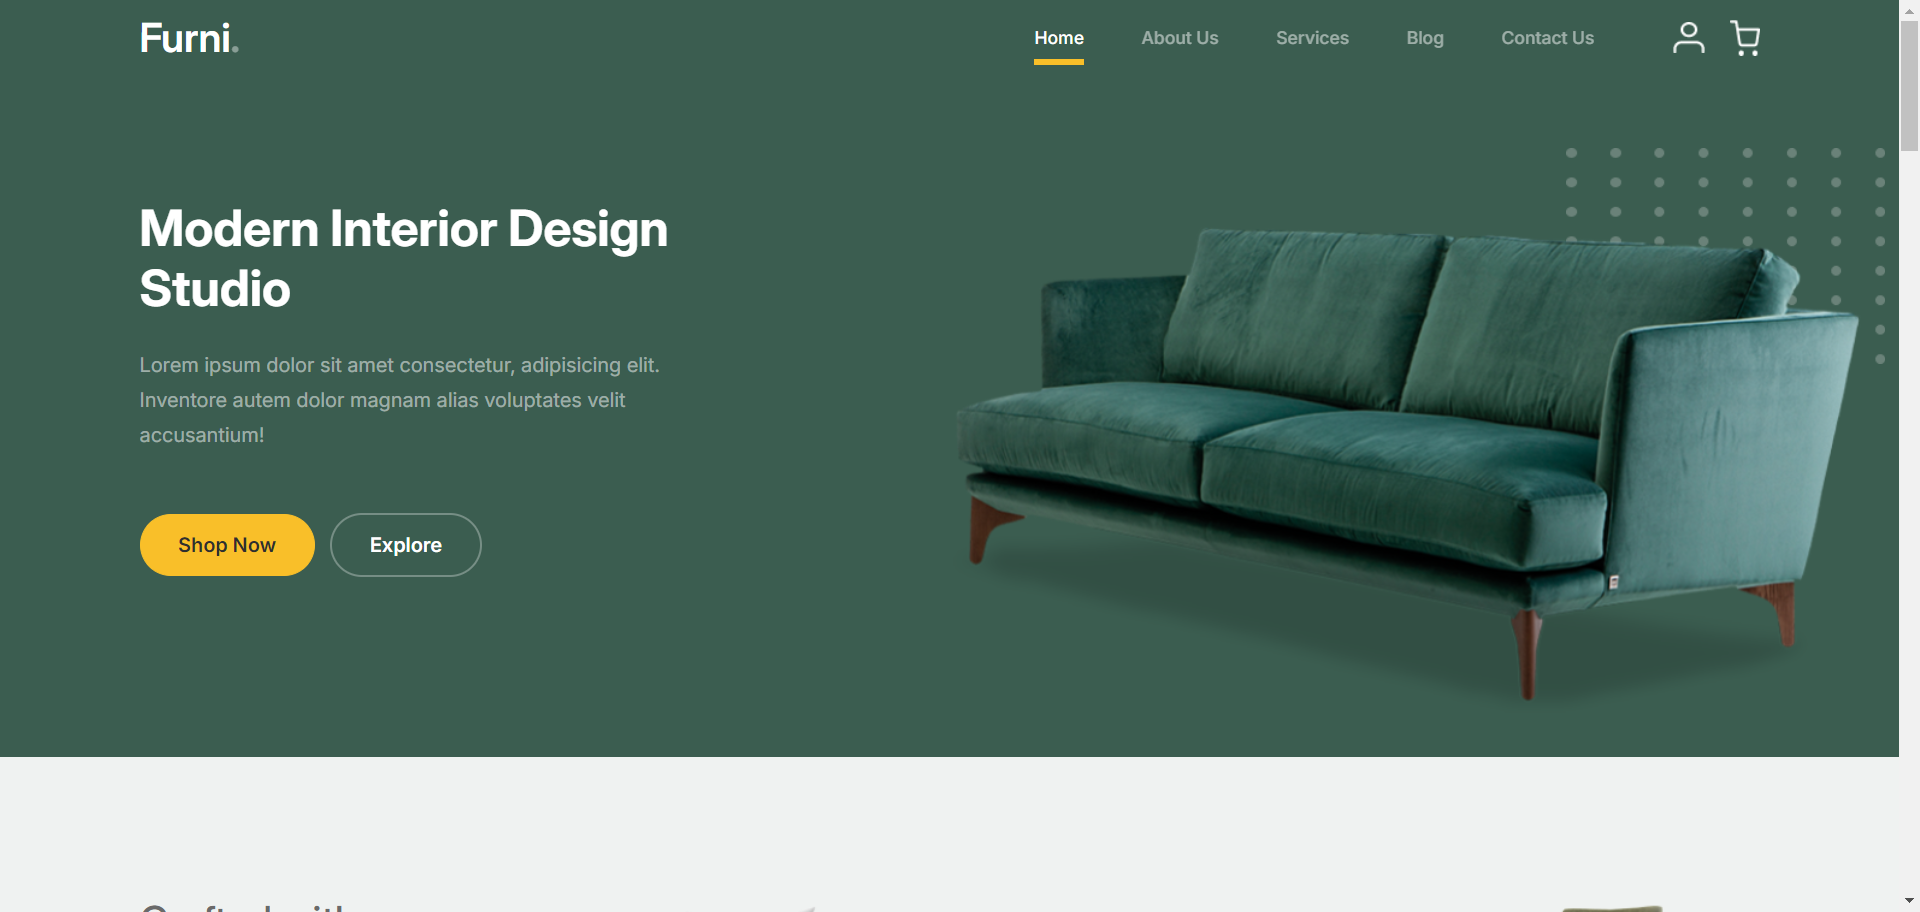 Furni.
Home
About Us
Services
Blog
Contact Us
Modern Interior Design
Studio
Lorem ipsum dolor sit amet consectetur, adipisicing elit.
Inventore autem dolor magnam alias voluptates velit
accusantium!
Shop Now
Explore